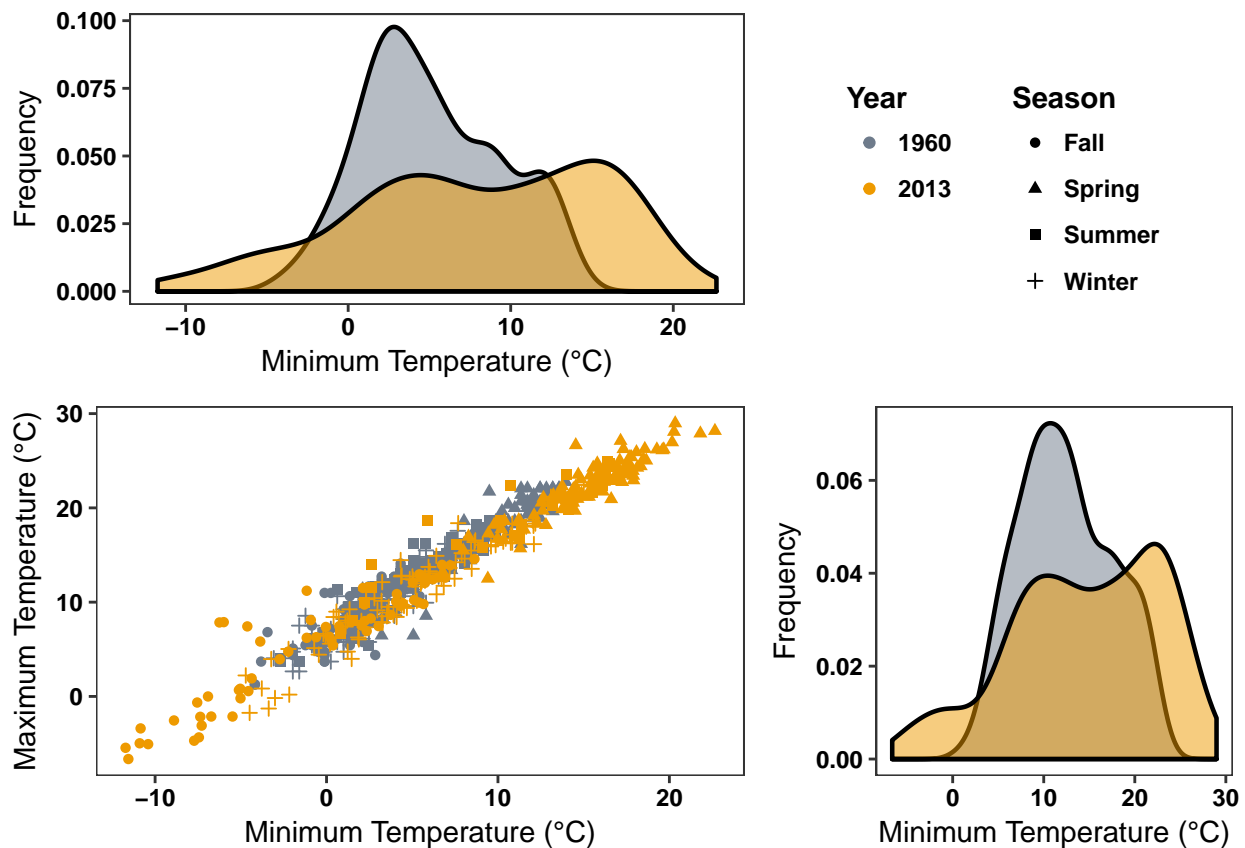 0.100
0.075
0.050
0.025
0.000
Frequency
−10 0 10 20
Minimum Temperature (°C)
Year Season
1960 Fall
2013 Spring
Summer
Winter
30
20
10
0
Maximum Temperature (°C)
−10 0 10 20
Minimum Temperature (°C)
0.06
0.04
0.02
0.00
Frequency
0 10 20 30
Minimum Temperature (°C)